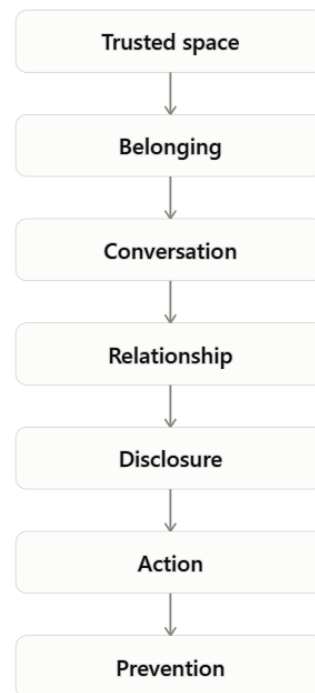 Trusted space
Belonging
Conversation
Relationship
Disclosure
Action
Prevention